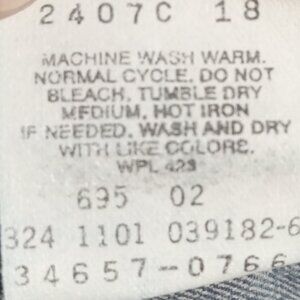 2407C 18
MACHINE WASH WARM.
NORMAL CYCLE. DO NOT
BLEACH. TUMBLE DRY
MEDIUM. HOT IRON
IF NEEDED. WASH AND DRY
WITH LIKE COLORS.
WPL 423
695 02
324 1101 039182-6
34657-0766